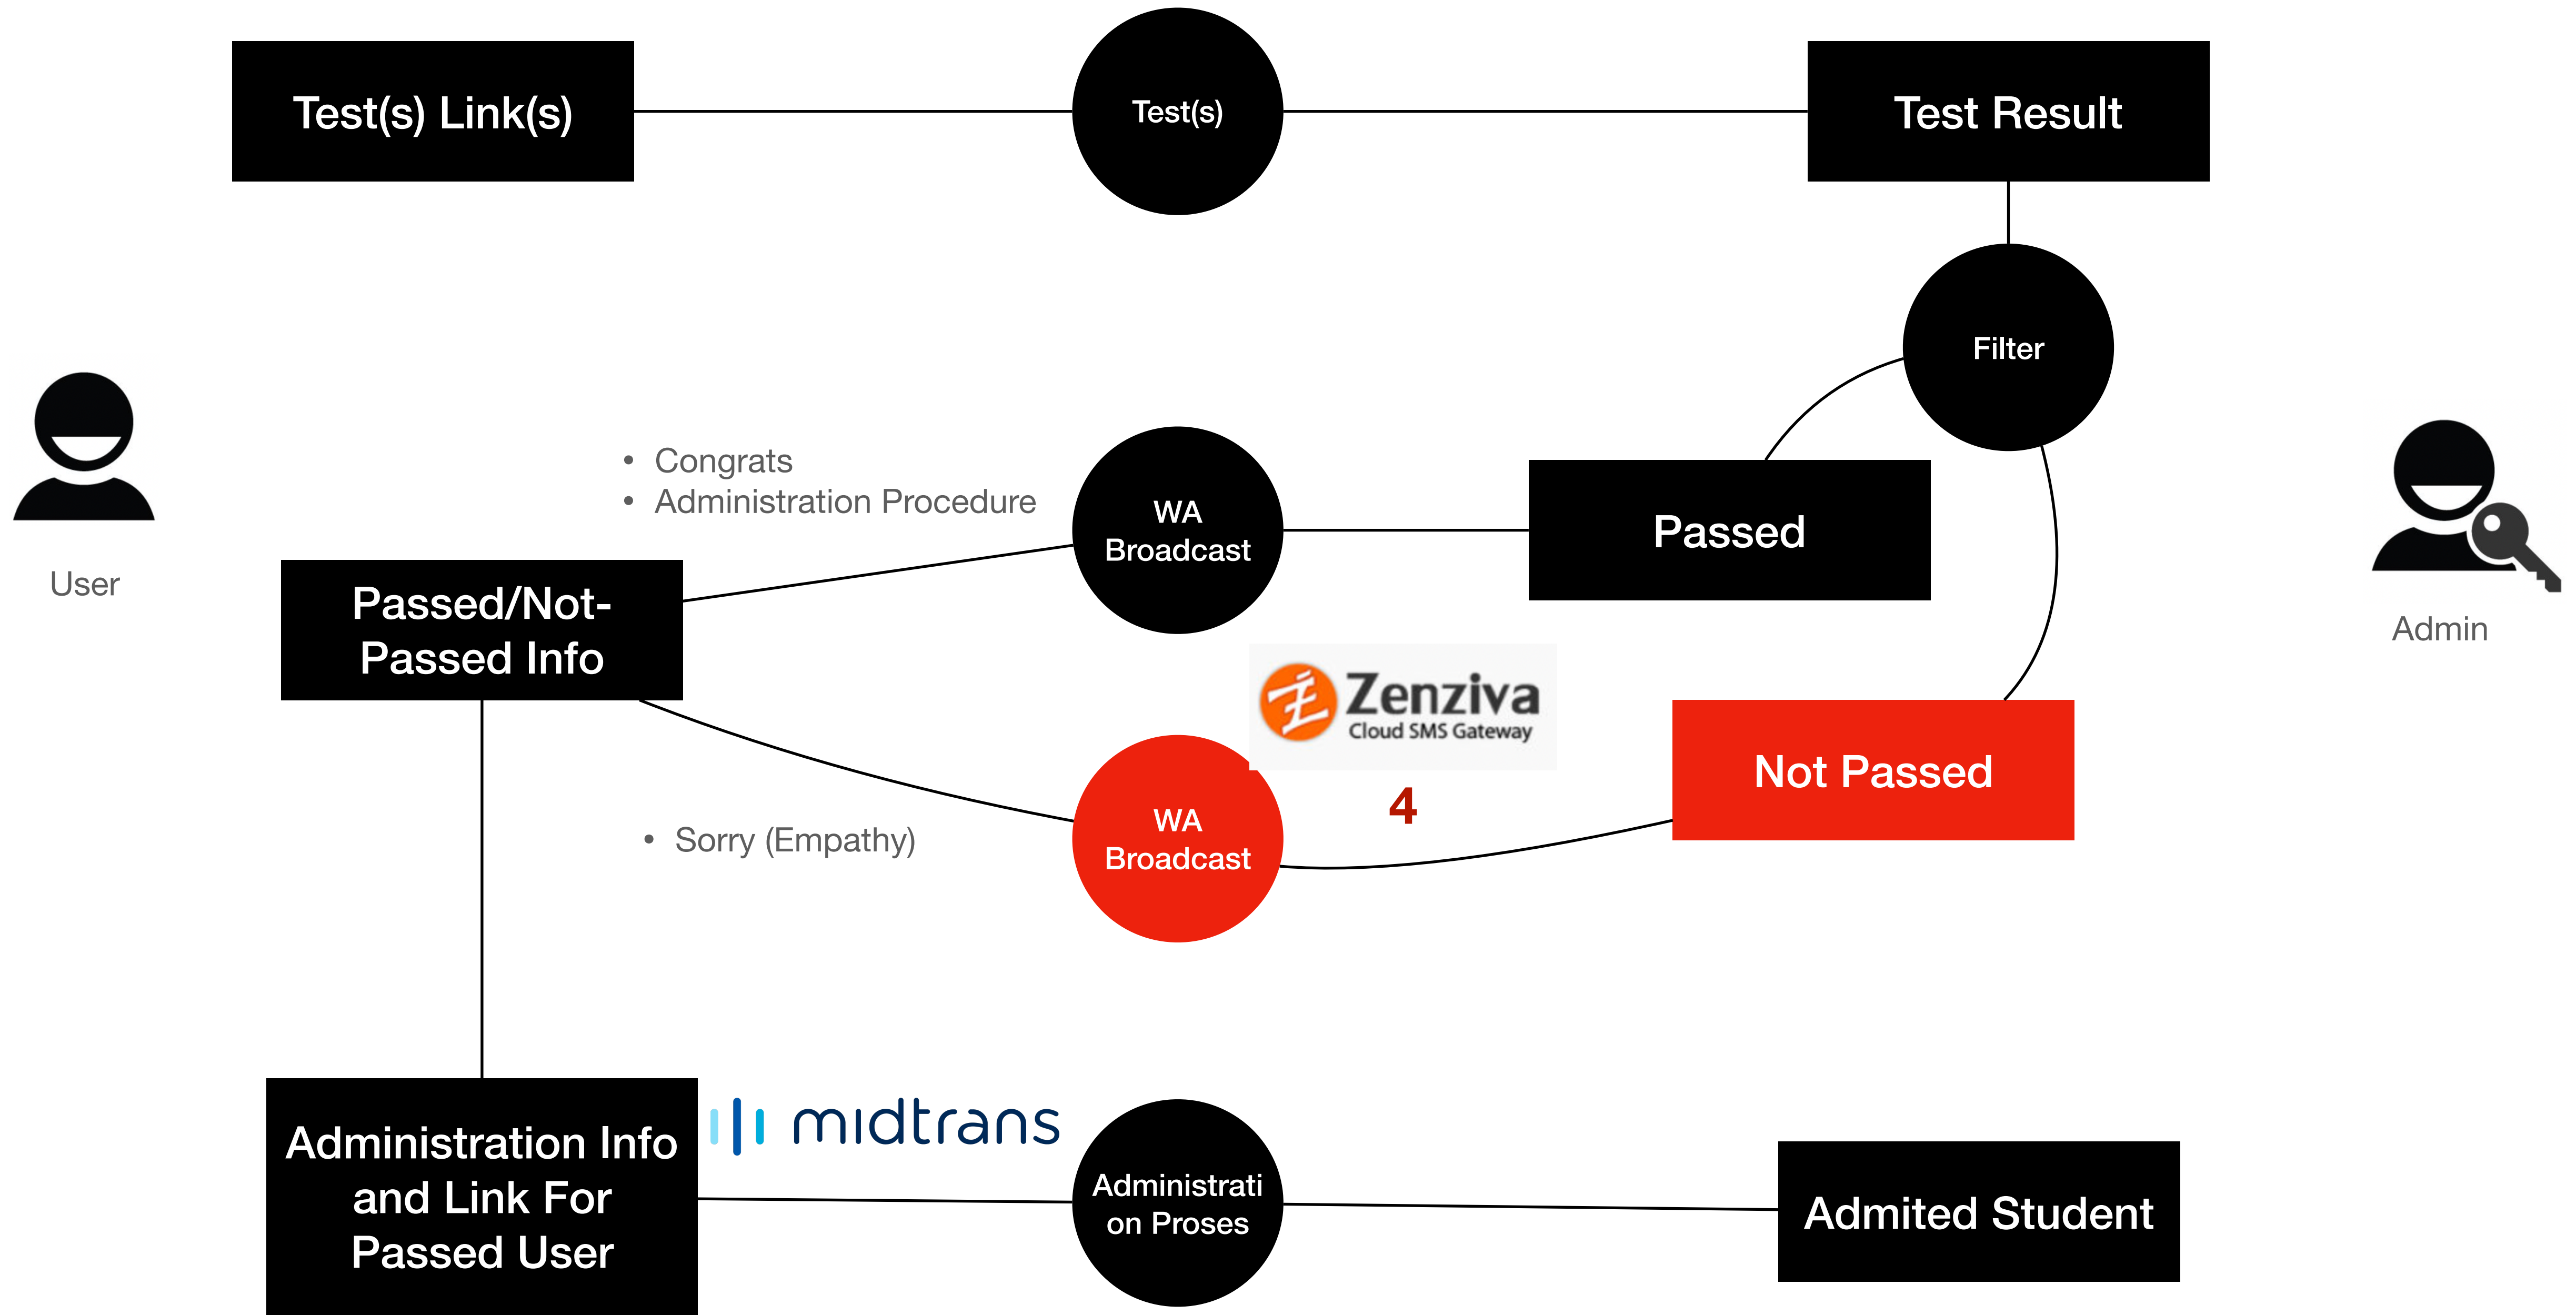 Test(s) Link(s)
Test(s)
Test Result
Filter
• Congrats
• Administration Procedure
WA
Broadcast
Passed
User
Passed/Not-
Passed Info
Admin
Zenziva
Cloud SMS Gateway
4
Not Passed
• Sorry (Empathy)
WA
Broadcast
Administration Info
and Link For
Passed User
midtrans
Administrati
on Proses
Admited Student